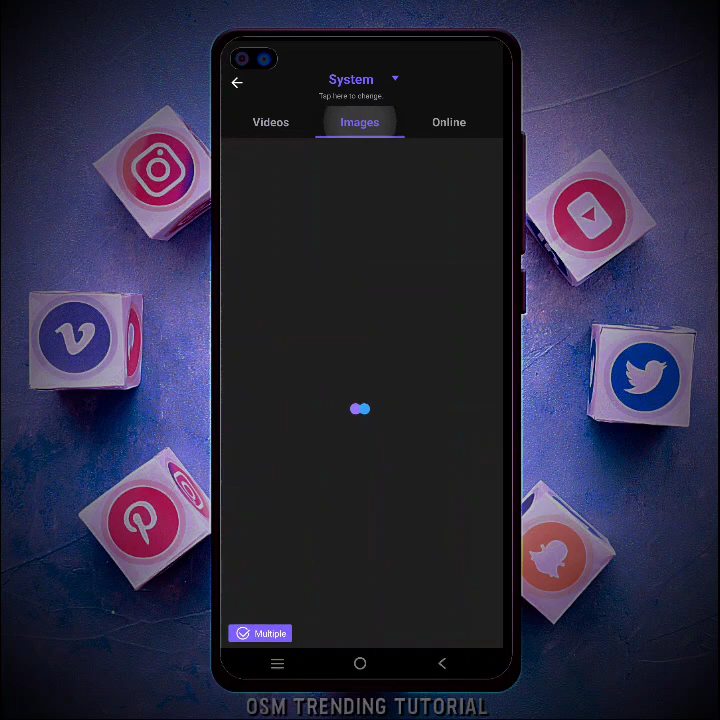 System
Tap here to change.
Videos
Images
Online
Multiple
OSM TRENDING TUTORIAL